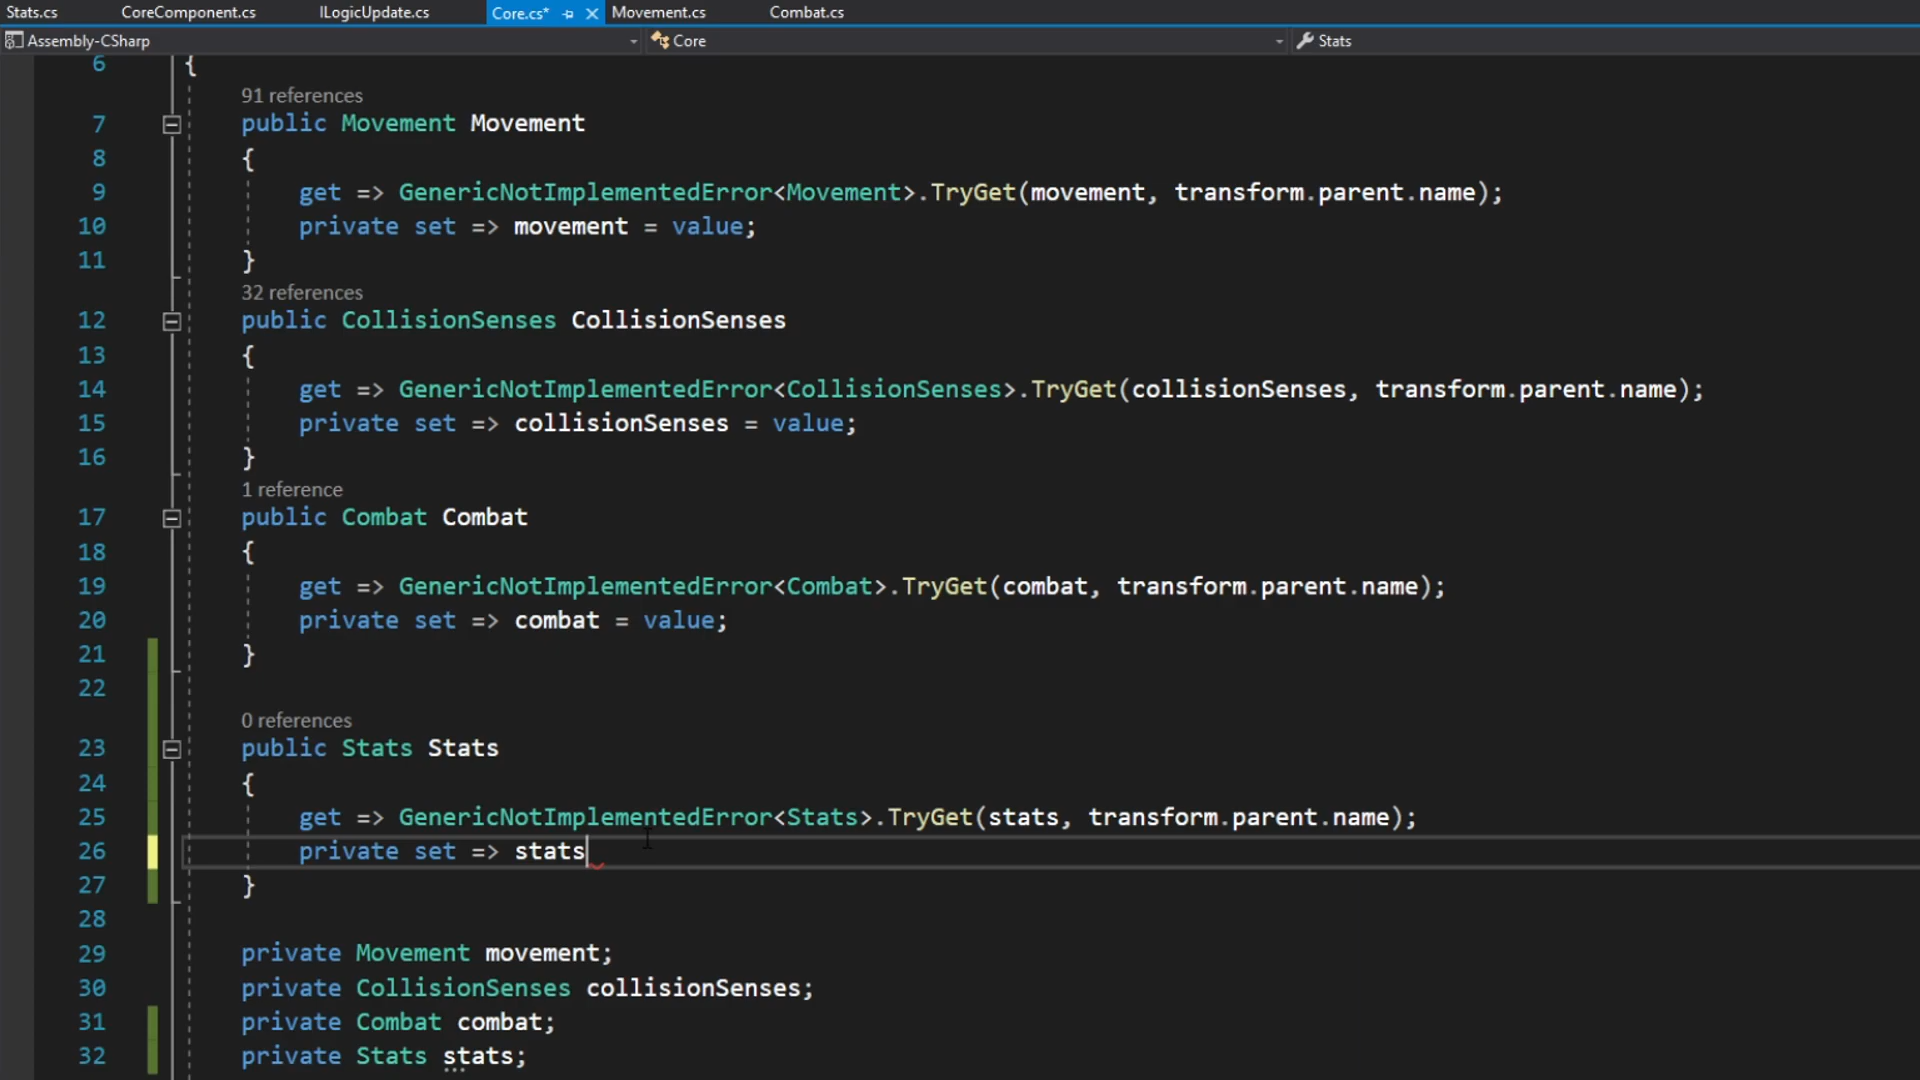 Stats.cs CoreComponent.cs ILogicUpdate.cs Core.cs* Movement.cs Combat.cs
Assembly-CSharp Core Stats
6 {
91 references
7 public Movement Movement
8 {
9 get => GenericNotImplementedError<Movement>.TryGet(movement, transform.parent.name);
10 private set => movement = value;
11 }
32 references
12 public CollisionSenses CollisionSenses
13 {
14 get => GenericNotImplementedError<CollisionSenses>.TryGet(collisionSenses, transform.parent.name);
15 private set => collisionSenses = value;
16 }
1 reference
17 public Combat Combat
18 {
19 get => GenericNotImplementedError<Combat>.TryGet(combat, transform.parent.name);
20 private set => combat = value;
21 }
22
0 references
23 public Stats Stats
24 {
25 get => GenericNotImplementedError<Stats>.TryGet(stats, transform.parent.name);
26 private set => stats
27 }
28
29 private Movement movement;
30 private CollisionSenses collisionSenses;
31 private Combat combat;
32 private Stats stats;